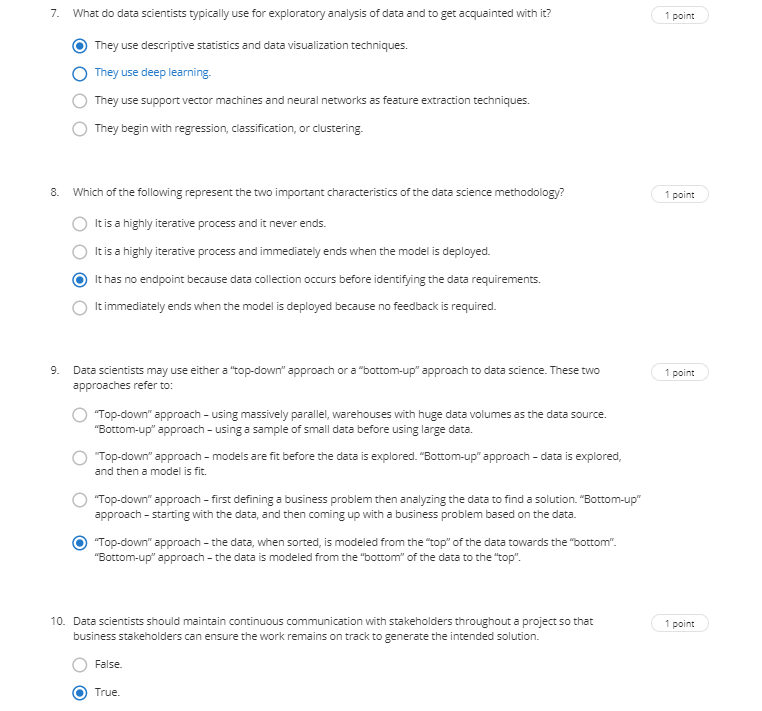 7. What do data scientists typically use for exploratory analysis of data and to get acquainted with it?
1 point
They use descriptive statistics and data visualization techniques.
They use deep learning.
They use support vector machines and neural networks as feature extraction techniques.
They begin with regression, classification, or clustering.
8. Which of the following represent the two important characteristics of the data science methodology?
1 point
It is a highly iterative process and it never ends.
It is a highly iterative process and immediately ends when the model is deployed.
It has no endpoint because data collection occurs before identifying the data requirements.
It immediately ends when the model is deployed because no feedback is required.
9. Data scientists may use either a "top-down" approach or a "bottom-up" approach to data science. These two
approaches refer to:
1 point
"Top-down" approach – using massively parallel, warehouses with huge data volumes as the data source.
"Bottom-up" approach – using a sample of small data before using large data.
"Top-down" approach – models are fit before the data is explored. "Bottom-up" approach – data is explored,
and then a model is fit.
"Top-down" approach – first defining a business problem then analyzing the data to find a solution. "Bottom-up"
approach – starting with the data, and then coming up with a business problem based on the data.
"Top-down" approach – the data, when sorted, is modeled from the "top" of the data towards the "bottom".
"Bottom-up" approach – the data is modeled from the "bottom" of the data to the "top".
10. Data scientists should maintain continuous communication with stakeholders throughout a project so that
business stakeholders can ensure the work remains on track to generate the intended solution.
1 point
False.
True.